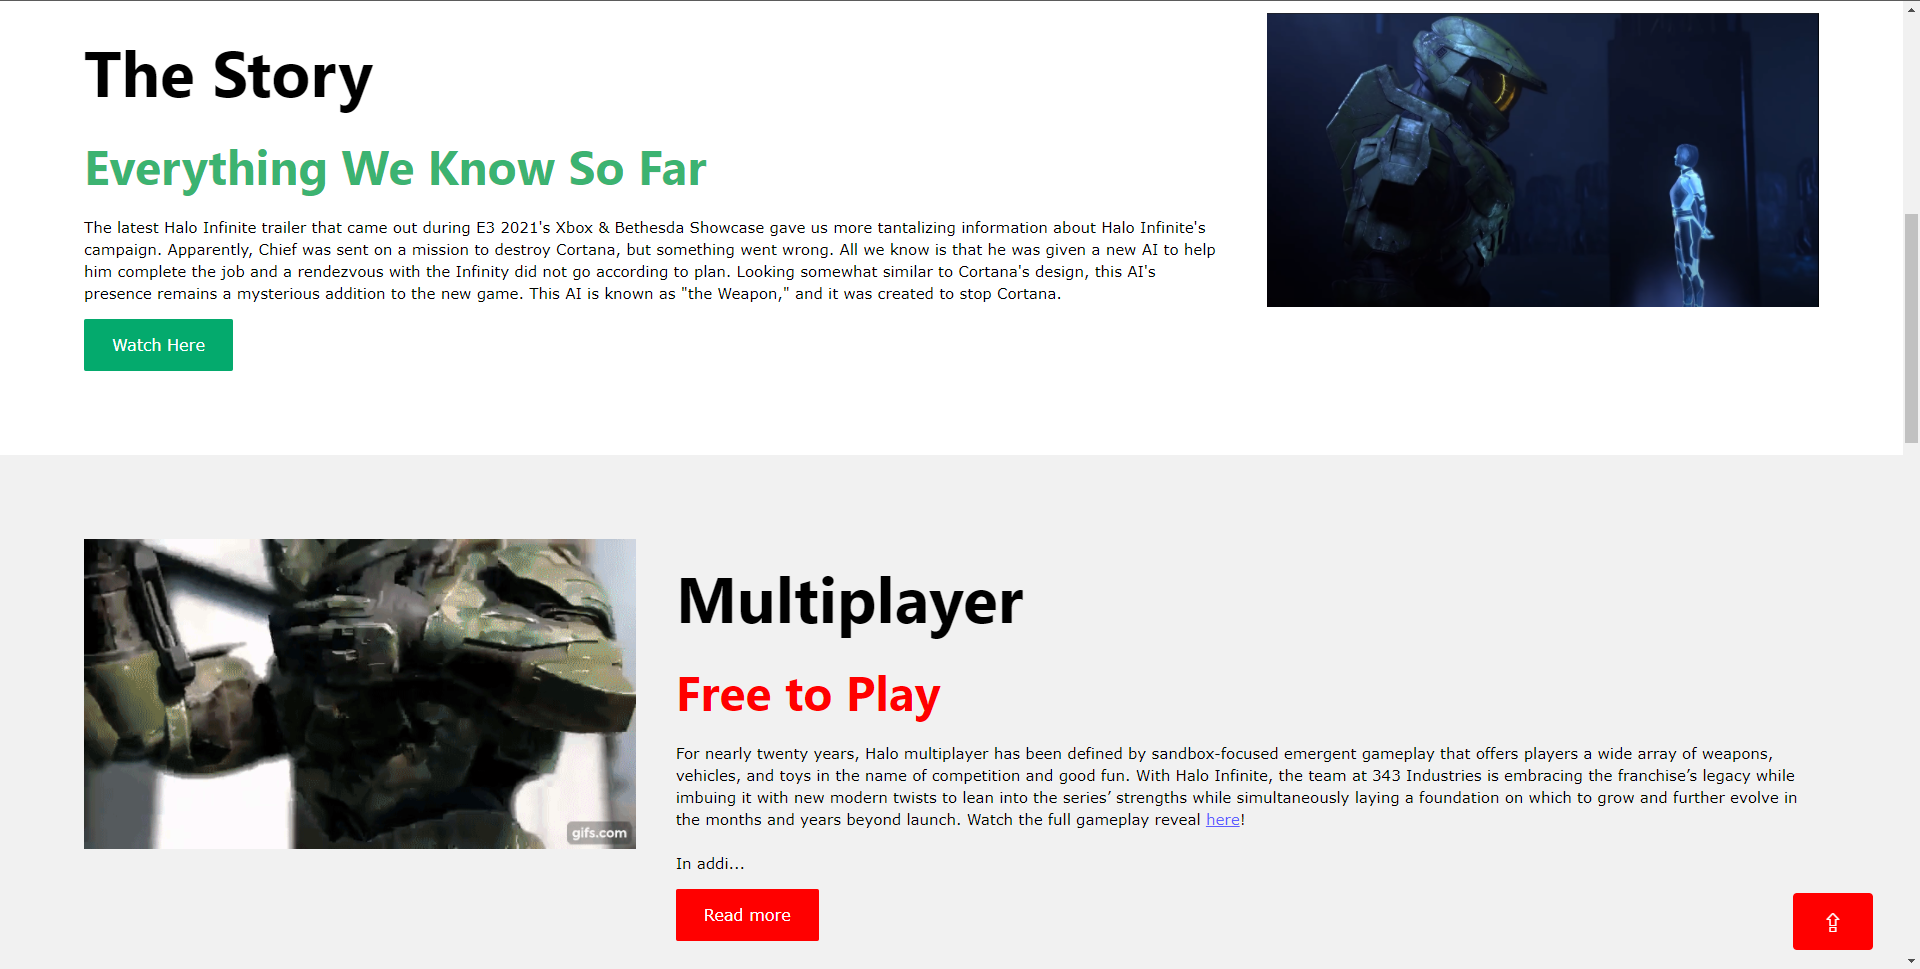 The Story
Everything We Know So Far
The latest Halo Infinite trailer that came out during E3 2021's Xbox & Bethesda Showcase gave us more tantalizing information about Halo Infinite's
campaign. Apparently, Chief was sent on a mission to destroy Cortana, but something went wrong. All we know is that he was given a new AI to help
him complete the job and a rendezvous with the Infinity did not go according to plan. Looking somewhat similar to Cortana's design, this AI's
presence remains a mysterious addition to the new game. This AI is known as "the Weapon," and it was created to stop Cortana.
Watch Here
gifs.com
Multiplayer
Free to Play
For nearly twenty years, Halo multiplayer has been defined by sandbox-focused emergent gameplay that offers players a wide array of weapons,
vehicles, and toys in the name of competition and good fun. With Halo Infinite, the team at 343 Industries is embracing the franchise’s legacy while
imbuing it with new modern twists to lean into the series’ strengths while simultaneously laying a foundation on which to grow and further evolve in
the months and years beyond launch. Watch the full gameplay reveal here!
In addi...
Read more
⇪